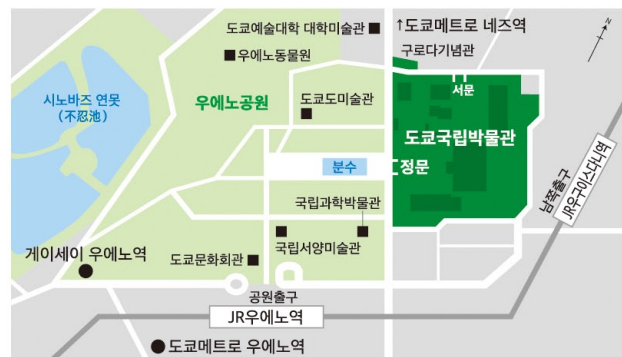 도쿄예술대학 대학미술관
↑도쿄메트로 네즈역
우에노동물원
구로다기념관
서문
시노바즈 연못
(不忍池)
우에노공원
도쿄도미술관
도쿄국립박물관
분수
정문
남쪽출구
JR우구이스다니역
국립과학박물관
국립서양미술관
게이세이 우에노역
도쿄문화회관
공원출구
JR우에노역
도쿄메트로 우에노역
N